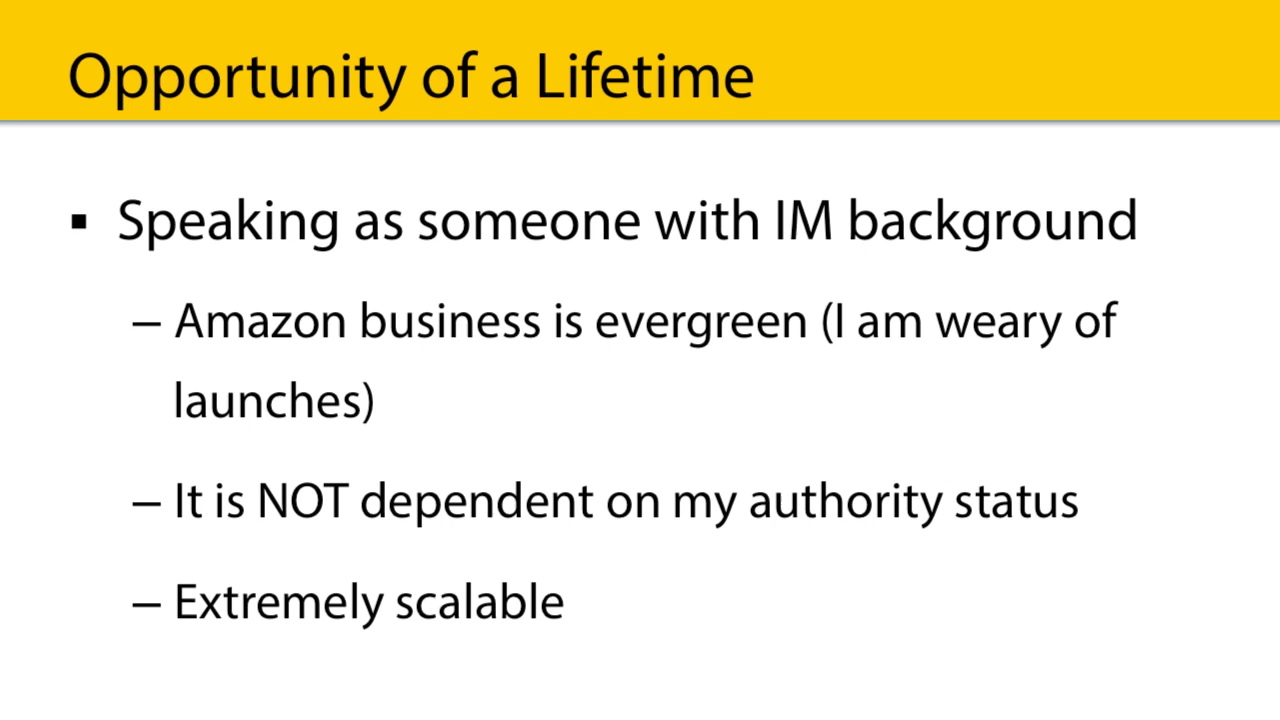 Opportunity of a Lifetime
▪ Speaking as someone with IM background
– Amazon business is evergreen (I am weary of
launches)
– It is NOT dependent on my authority status
– Extremely scalable